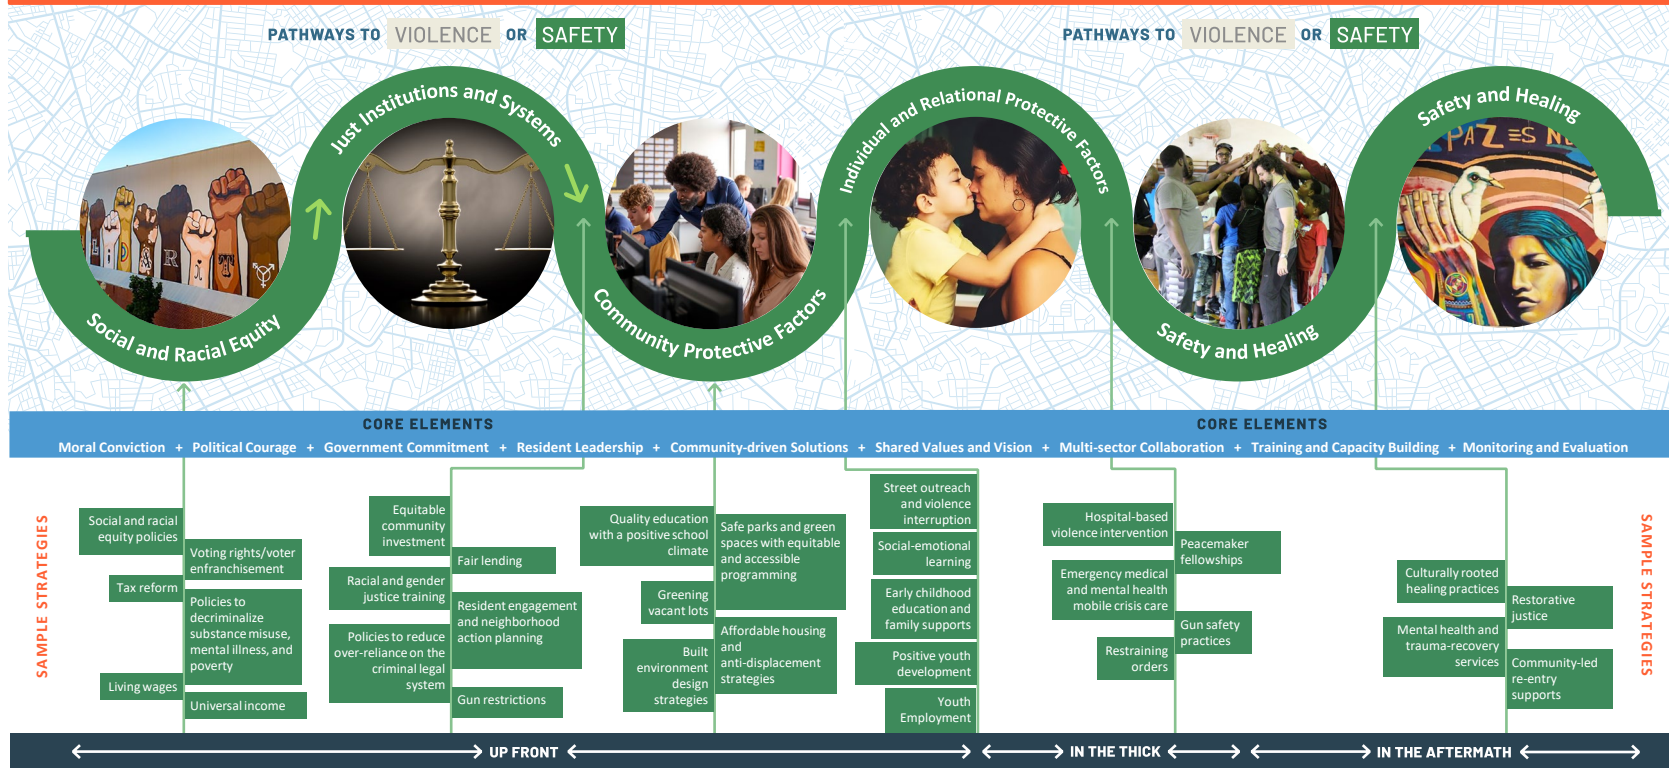 PATHWAYS TO VIOLENCE OR SAFETY
PATHWAYS TO VIOLENCE OR SAFETY
Social and Racial Equity
Just Institutions and Systems
Community Protective Factors
Individual and Relational Protective Factors
Safety and Healing
Safety and Healing
PAZ ES
CORE ELEMENTS
CORE ELEMENTS
Moral Conviction + Political Courage + Government Commitment + Resident Leadership + Community-driven Solutions + Shared Values and Vision + Multi-sector Collaboration + Training and Capacity Building + Monitoring and Evaluation
SAMPLE STRATEGIES
Social and racial
equity policies
Voting rights/voter
enfranchisement
Tax reform
Policies to
decriminalize
substance misuse,
mental illness, and
poverty
Living wages
Universal income
Equitable
community
investment
Fair lending
Racial and gender
justice training
Resident engagement
and neighborhood
action planning
Policies to reduce
over-reliance on the
criminal legal
system
Gun restrictions
Quality education
with a positive school
climate
Safe parks and green
spaces with equitable
and accessible
programming
Greening
vacant lots
Affordable housing
and
anti-displacement
strategies
Built
environment
design
strategies
Street outreach
and violence
interruption
Social-emotional
learning
Early childhood
education and
family supports
Positive youth
development
Youth
Employment
Hospital-based
violence intervention
Peacemaker
fellowships
Emergency medical
and mental health
mobile crisis care
Gun safety
practices
Restraining
orders
Culturally rooted
healing practices
Restorative
justice
Mental health and
trauma-recovery
services
Community-led
re-entry
supports
SAMPLE STRATEGIES
UP FRONT
IN THE THICK
IN THE AFTERMATH